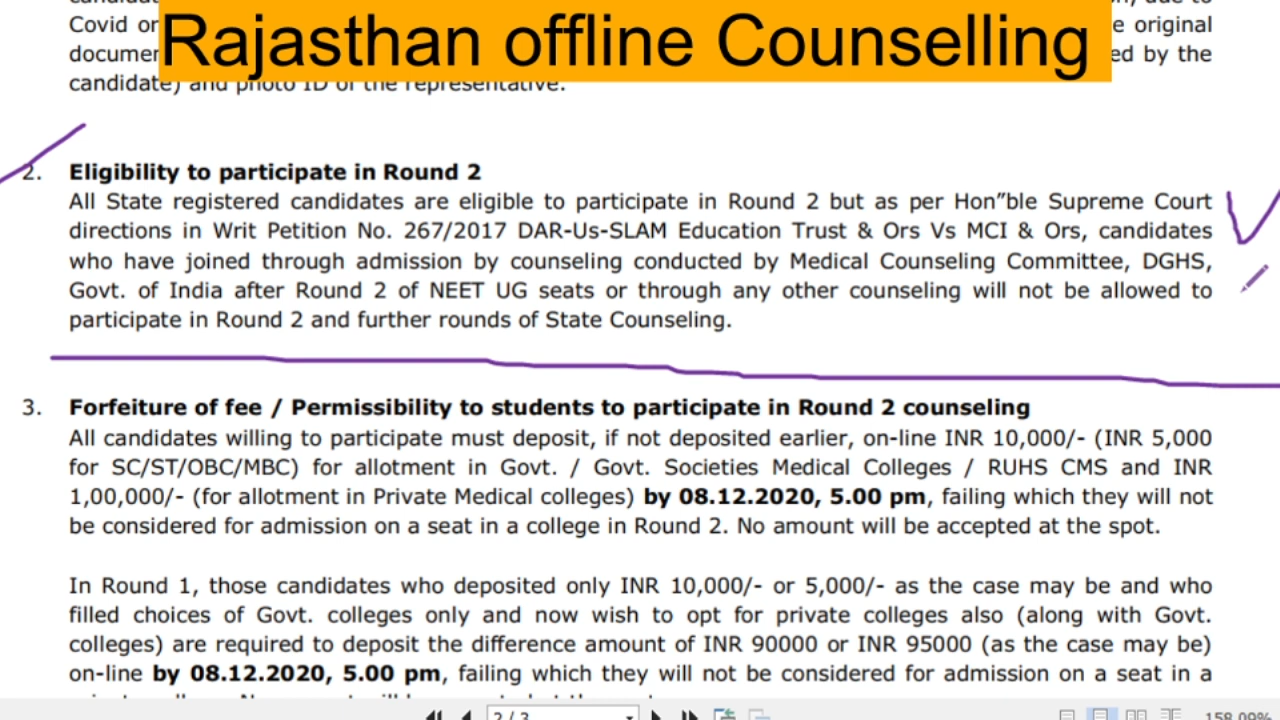 Rajasthan offline Counselling
Covid or e original
documen ed by the
candidate) and photo ID of the representative.
2. Eligibility to participate in Round 2
All State registered candidates are eligible to participate in Round 2 but as per Hon"ble Supreme Court
directions in Writ Petition No. 267/2017 DAR-Us-SLAM Education Trust & Ors Vs MCI & Ors, candidates
who have joined through admission by counseling conducted by Medical Counseling Committee, DGHS,
Govt. of India after Round 2 of NEET UG seats or through any other counseling will not be allowed to
participate in Round 2 and further rounds of State Counseling.
3. Forfeiture of fee / Permissibility to students to participate in Round 2 counseling
All candidates willing to participate must deposit, if not deposited earlier, on-line INR 10,000/- (INR 5,000
for SC/ST/OBC/MBC) for allotment in Govt. / Govt. Societies Medical Colleges / RUHS CMS and INR
1,00,000/- (for allotment in Private Medical colleges) by 08.12.2020, 5.00 pm, failing which they will not
be considered for admission on a seat in a college in Round 2. No amount will be accepted at the spot.
In Round 1, those candidates who deposited only INR 10,000/- or 5,000/- as the case may be and who
filled choices of Govt. colleges only and now wish to opt for private colleges also (along with Govt.
colleges) are required to deposit the difference amount of INR 90000 or INR 95000 (as the case may be)
on-line by 08.12.2020, 5.00 pm, failing which they will not be considered for admission on a seat in a
2 / 3
158.09%